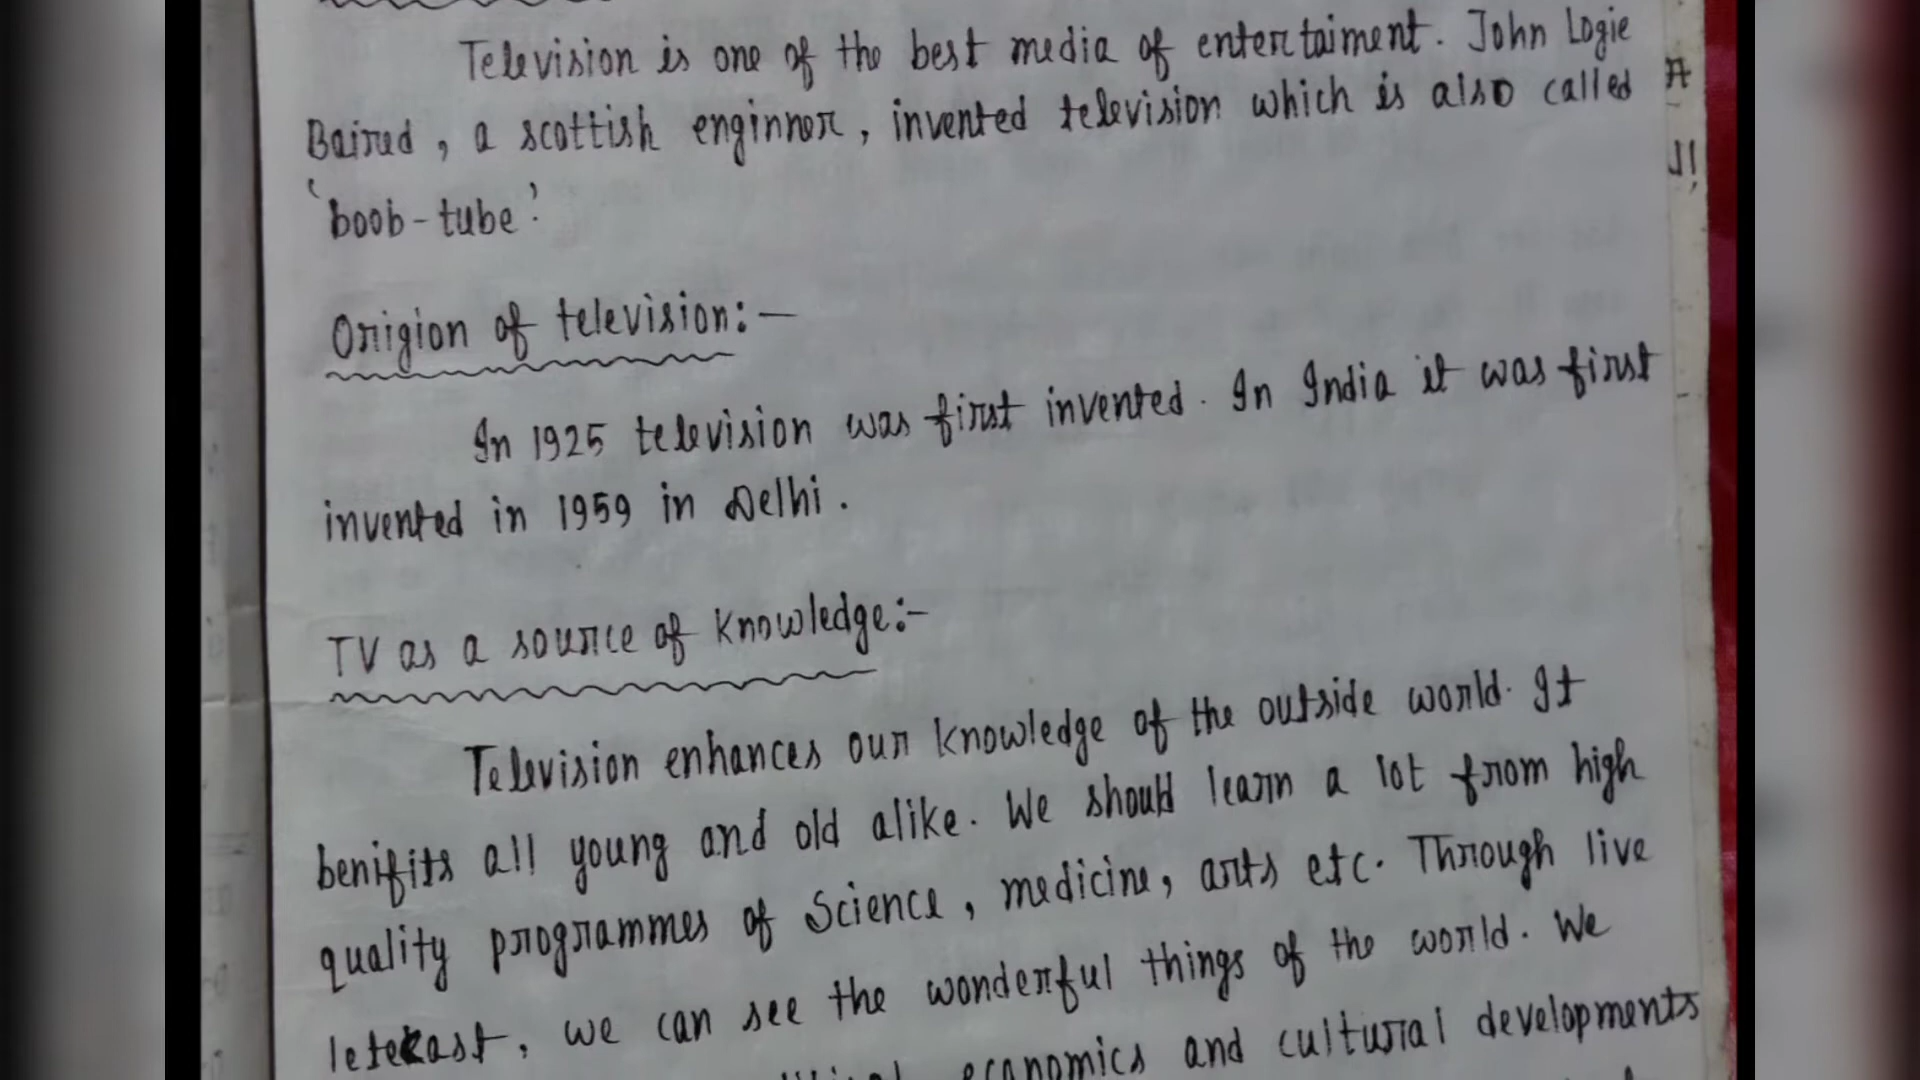 Television is one of the best media of entertaiment. John Logie
Baired, a scottish enginner, invented television which is also called
'boob-tube'.
Origion of television:-
In 1925 television was first invented. In India it was first
invented in 1959 in Delhi.
TV as a source of Knowledge:-
Television enhances our knowledge of the outside world. It
benifits all young and old alike. We should learn a lot from high
quality programmes of Science, medicine, arts etc. Through live
letecast, we can see the wonderful things of the world. We
economics and cultural developments